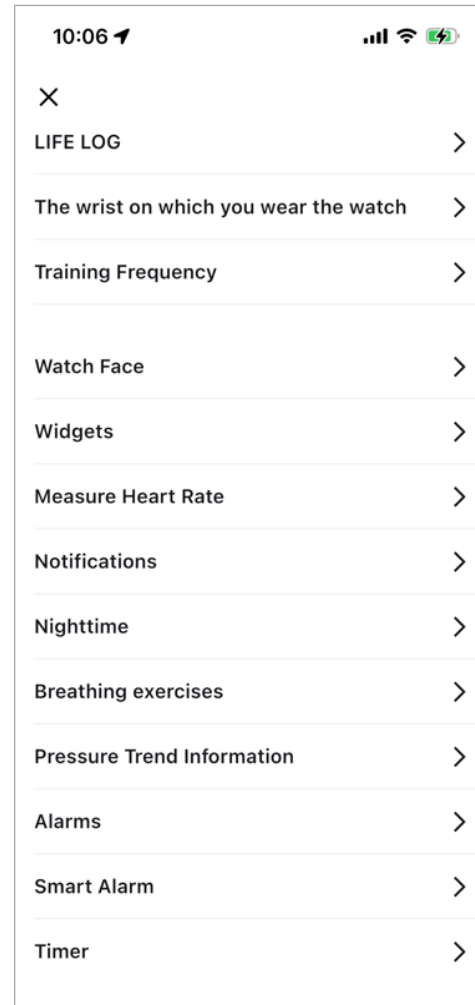 10:06
LIFE LOG
The wrist on which you wear the watch
Training Frequency
Watch Face
Widgets
Measure Heart Rate
Notifications
Nighttime
Breathing exercises
Pressure Trend Information
Alarms
Smart Alarm
Timer